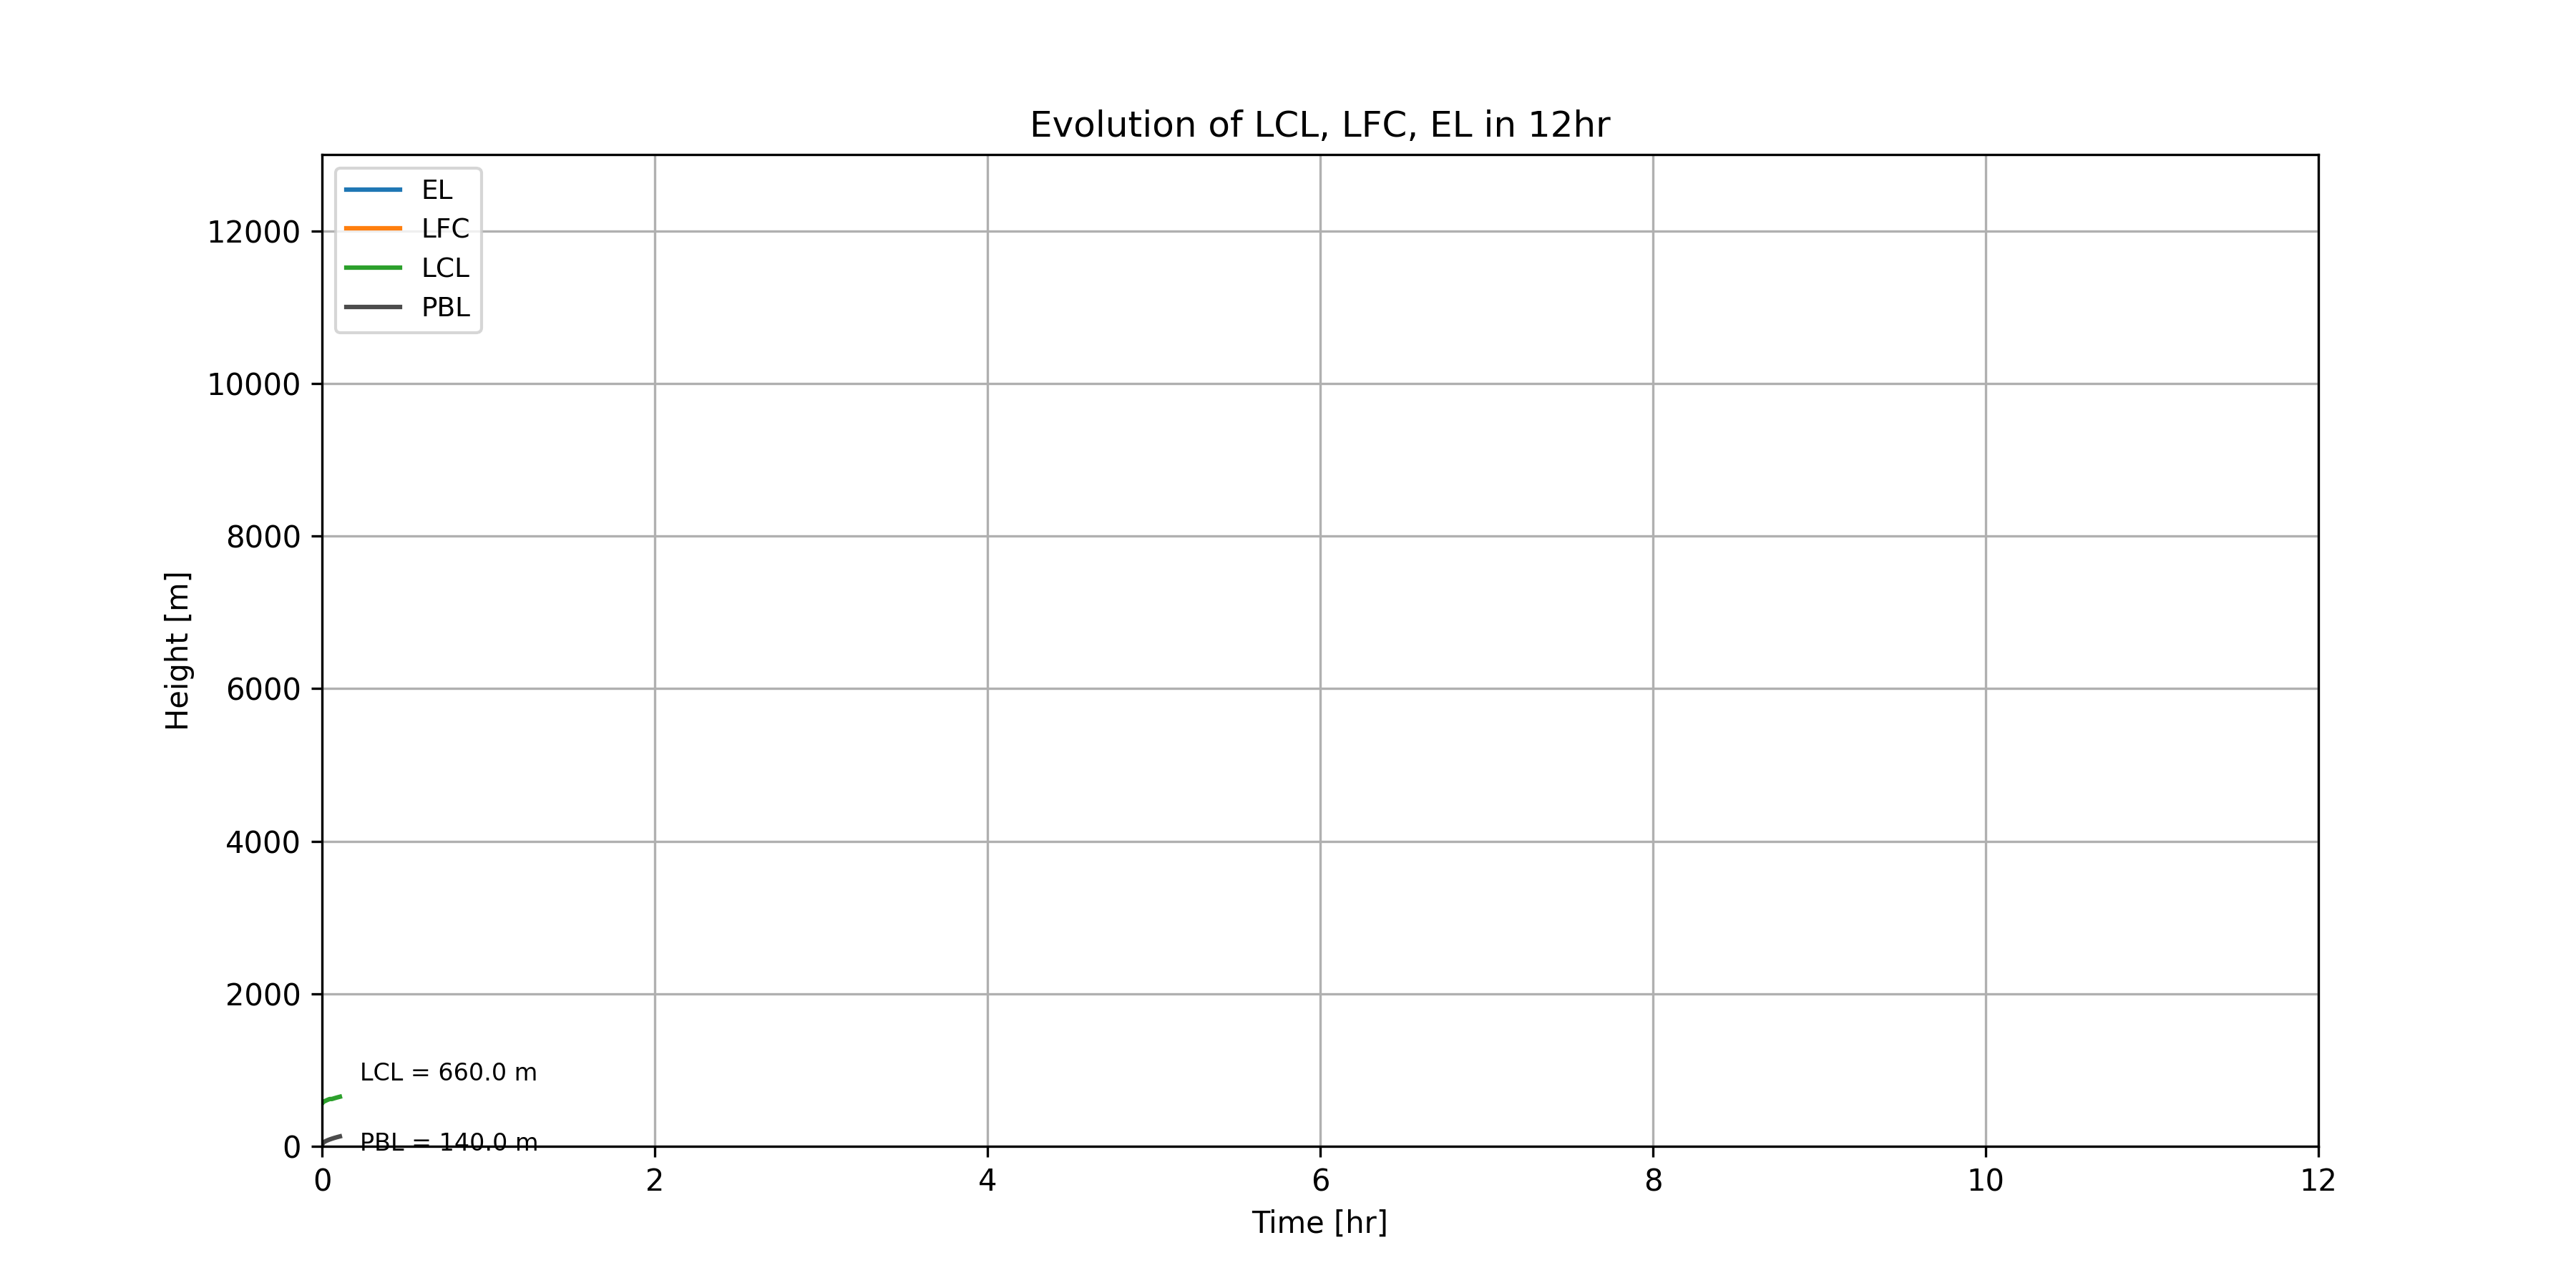 Evolution of LCL, LFC, EL in 12hr
EL
LFC
LCL
PBL
12000
10000
8000
6000
4000
2000
0
Height [m]
LCL = 660.0 m
PBL = 140.0 m
0 2 4 6 8 10 12
Time [hr]